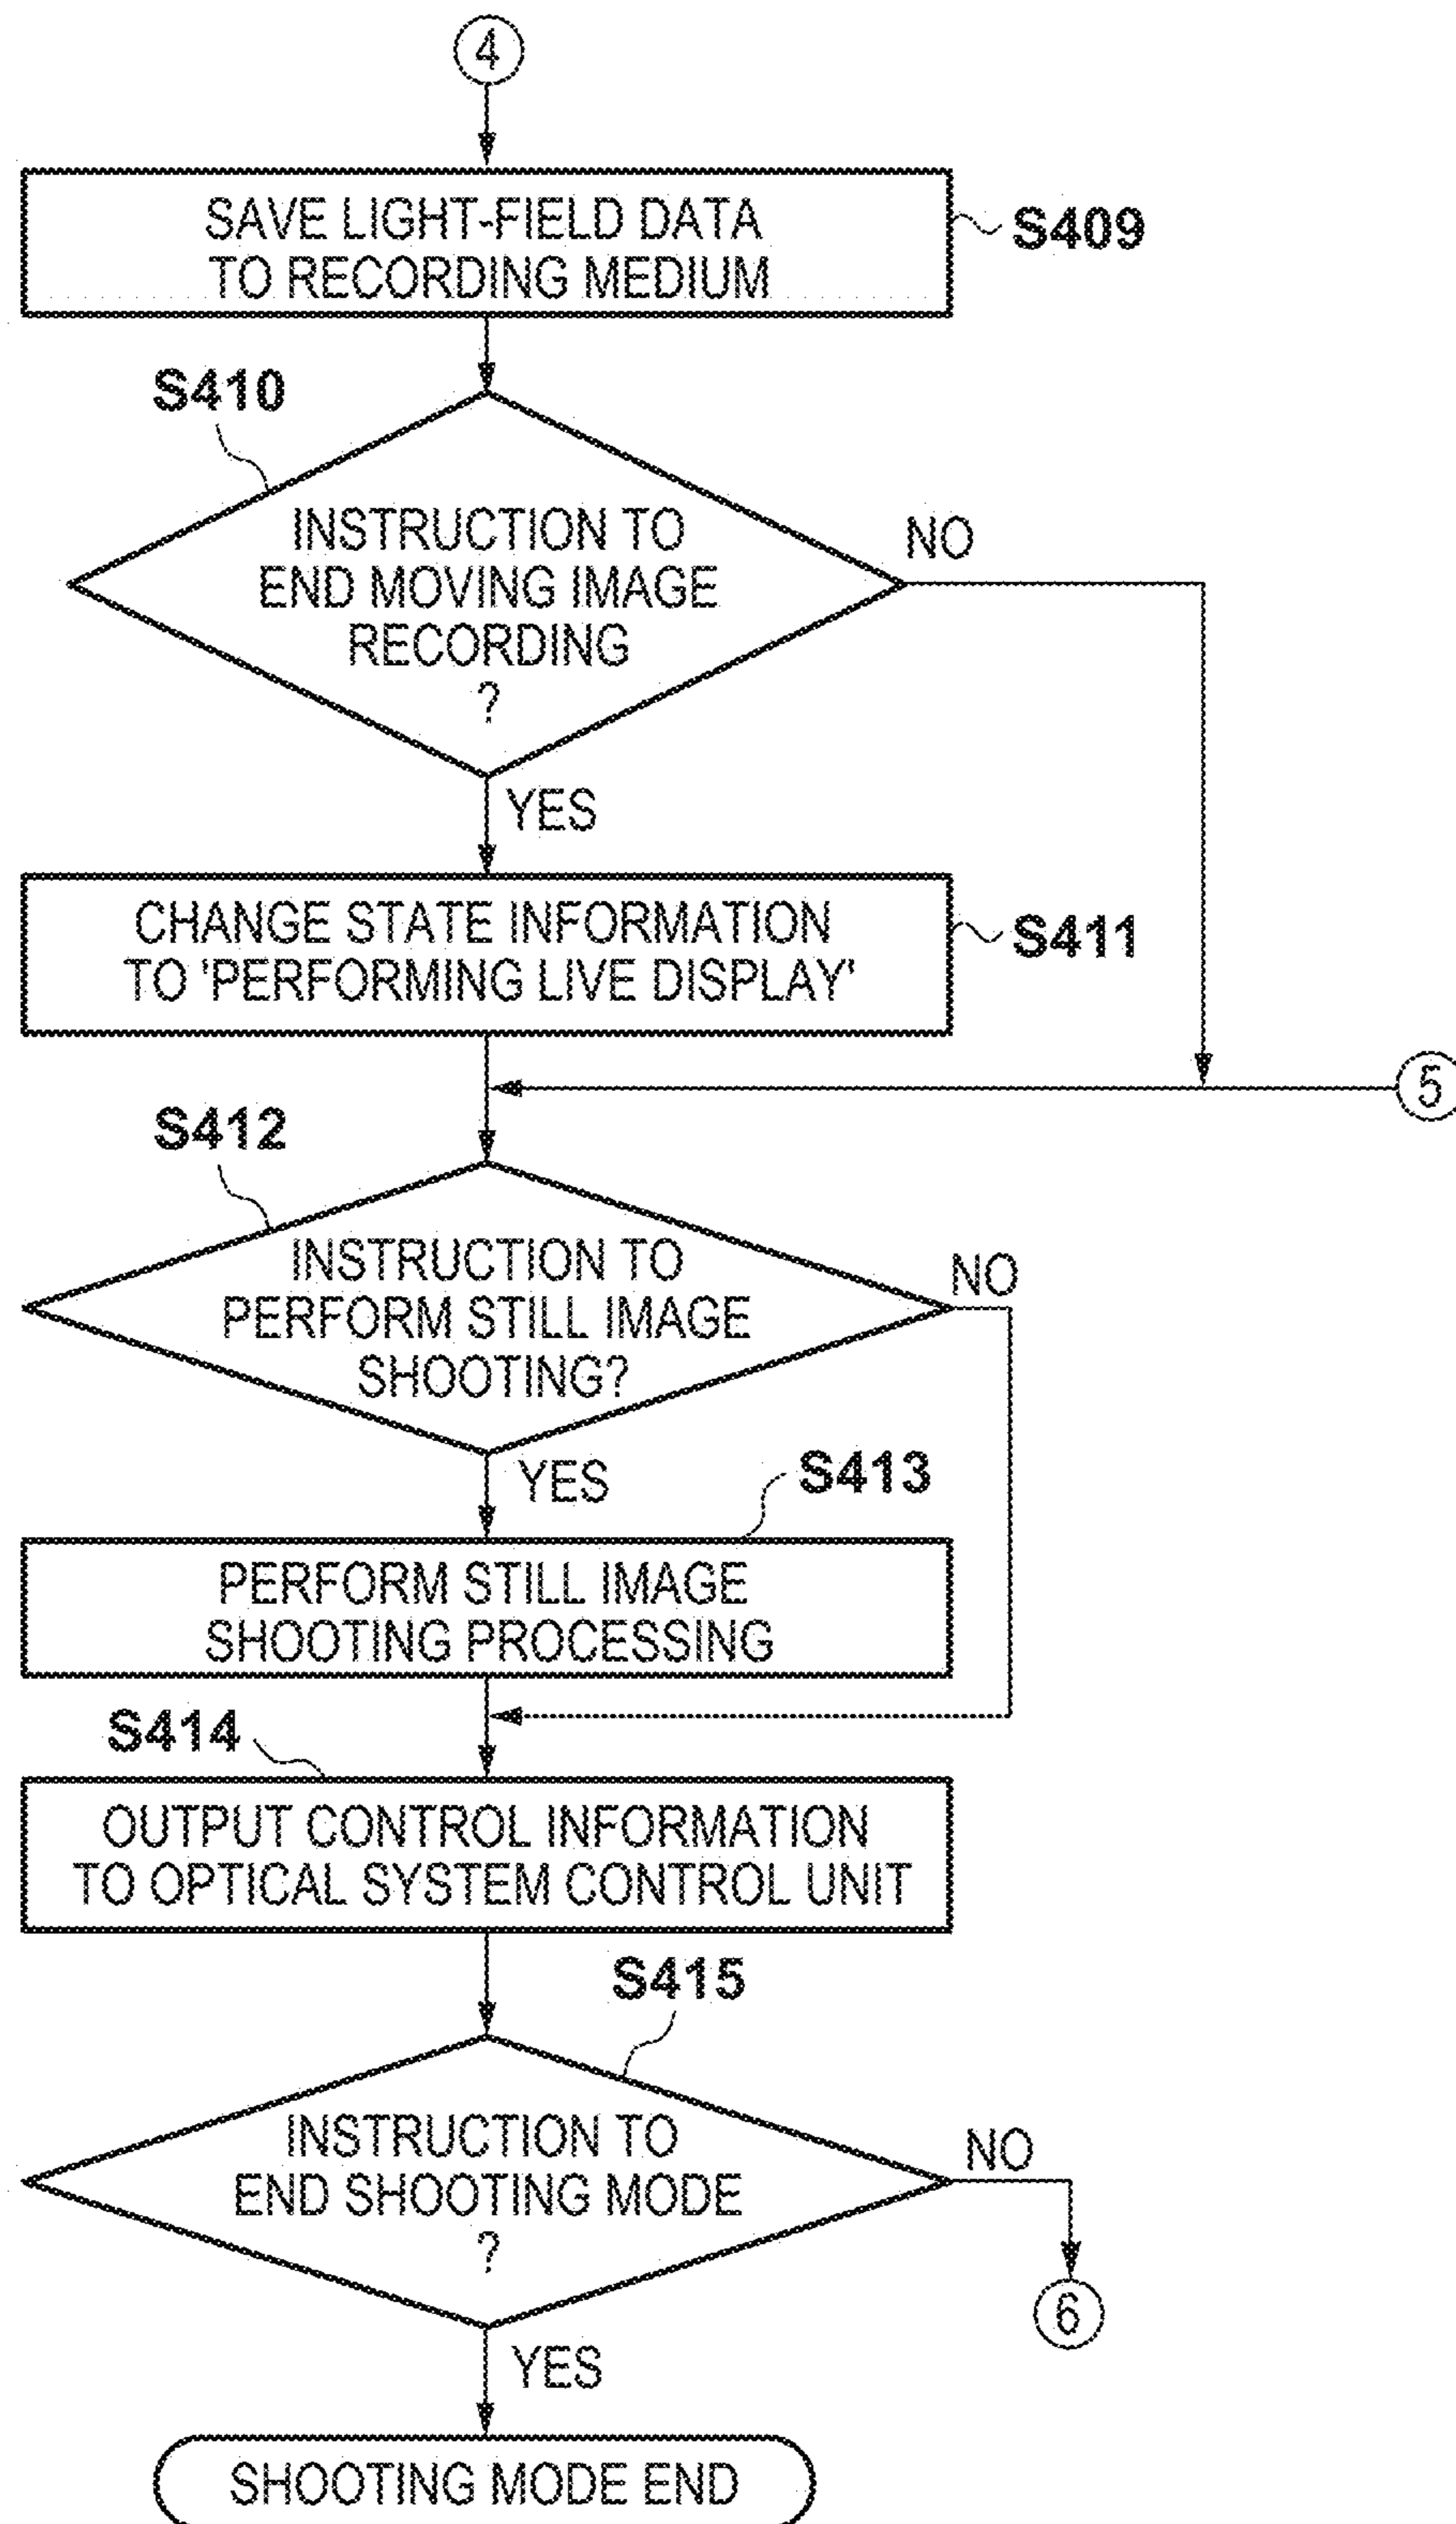 4
SAVE LIGHT-FIELD DATA
TO RECORDING MEDIUM
S409
S410
INSTRUCTION TO
END MOVING IMAGE
RECORDING
?
NO
YES
CHANGE STATE INFORMATION
TO 'PERFORMING LIVE DISPLAY'
S411
5
S412
INSTRUCTION TO
PERFORM STILL IMAGE
SHOOTING?
NO
YES
S413
PERFORM STILL IMAGE
SHOOTING PROCESSING
S414
OUTPUT CONTROL INFORMATION
TO OPTICAL SYSTEM CONTROL UNIT
S415
INSTRUCTION TO
END SHOOTING MODE
?
NO
6
YES
SHOOTING MODE END